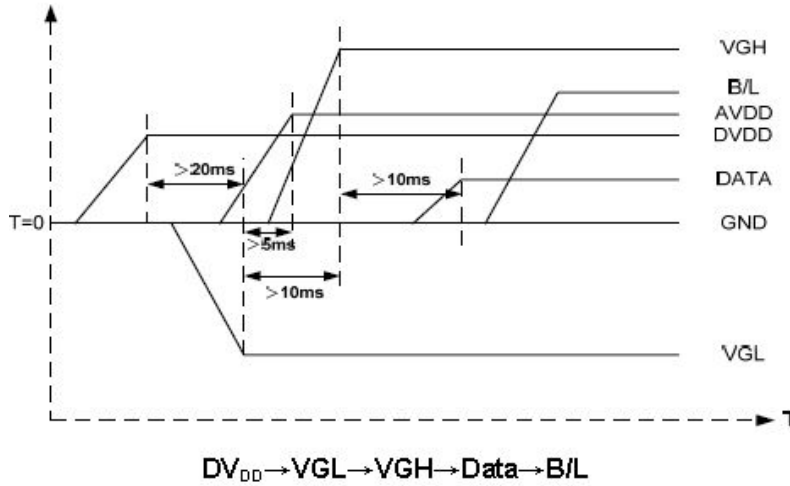 VGH
B/L
AVDD
DVDD
>20ms
>10ms
DATA
T=0
GND
>5ms
>10ms
VGL
T
DVDD→VGL→VGH→Data→B/L